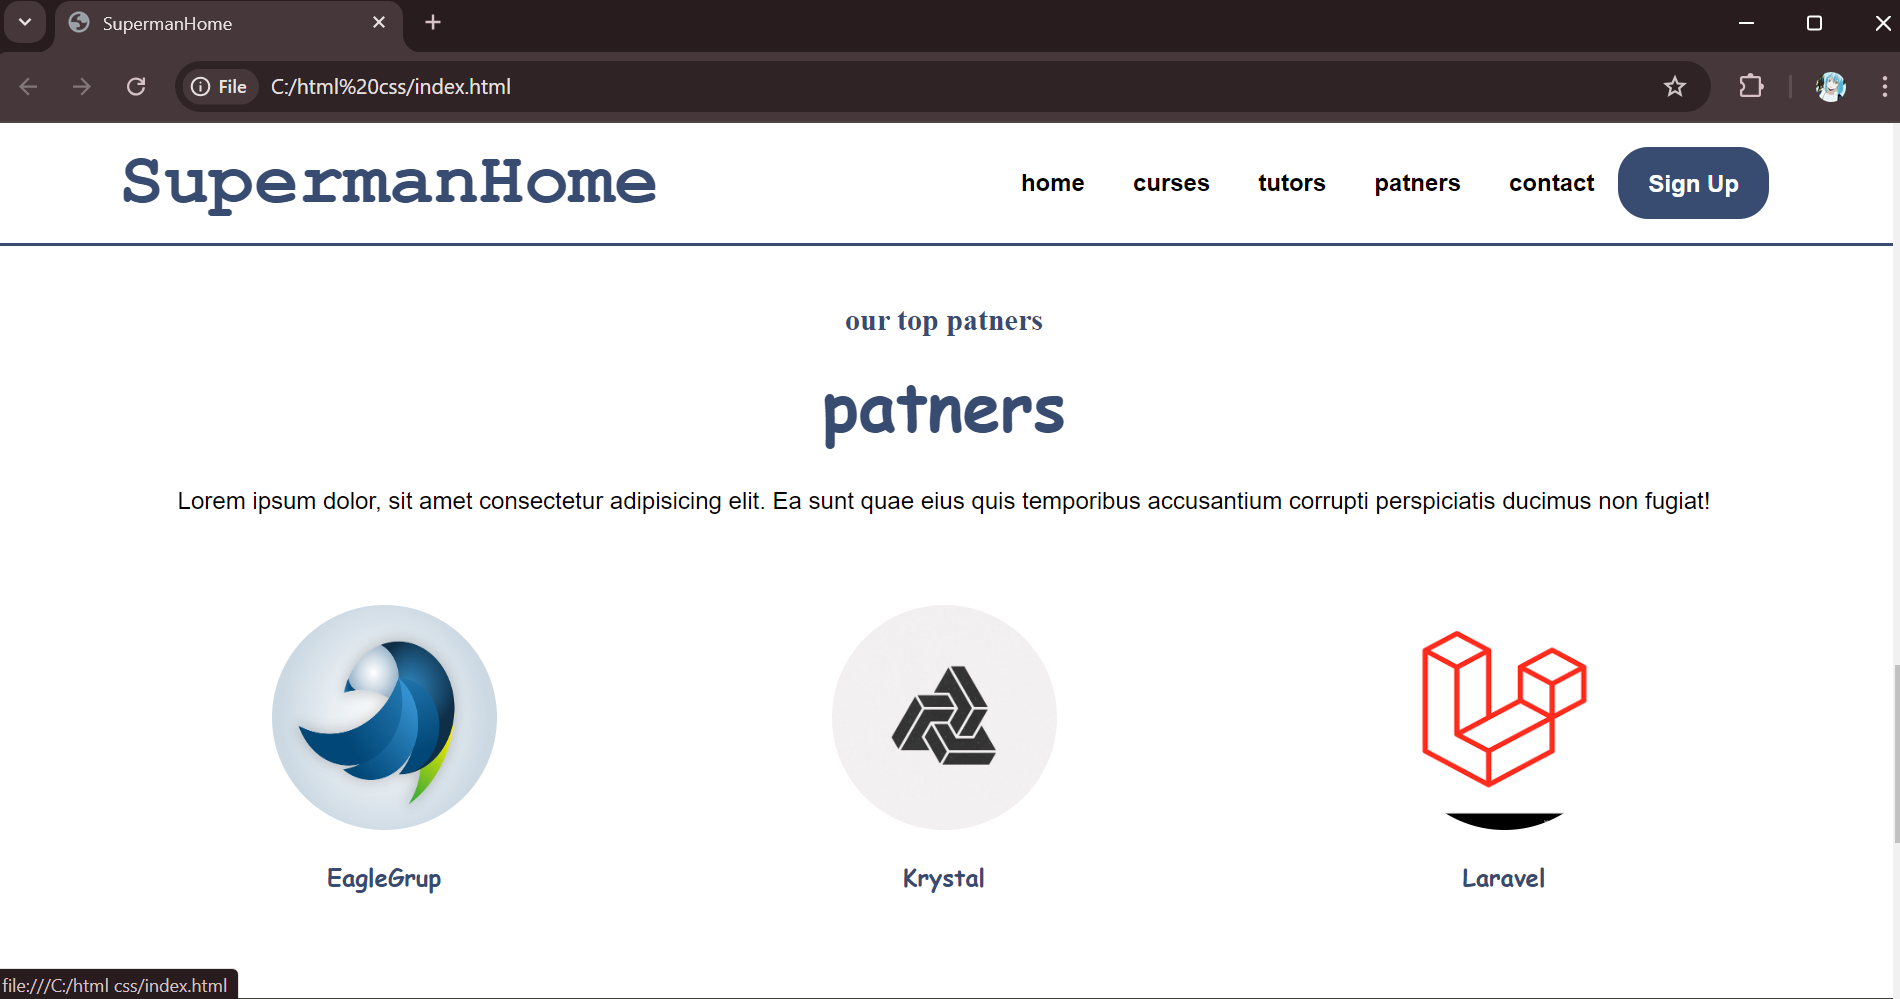 SupermanHome
File C:/html%20css/index.html
SupermanHome home curses tutors patners contact Sign Up
our top patners
patners
Lorem ipsum dolor, sit amet consectetur adipisicing elit. Ea sunt quae eius quis temporibus accusantium corrupti perspiciatis ducimus non fugiat!
EagleGrup Krystal Laravel
file:///C:/html css/index.html